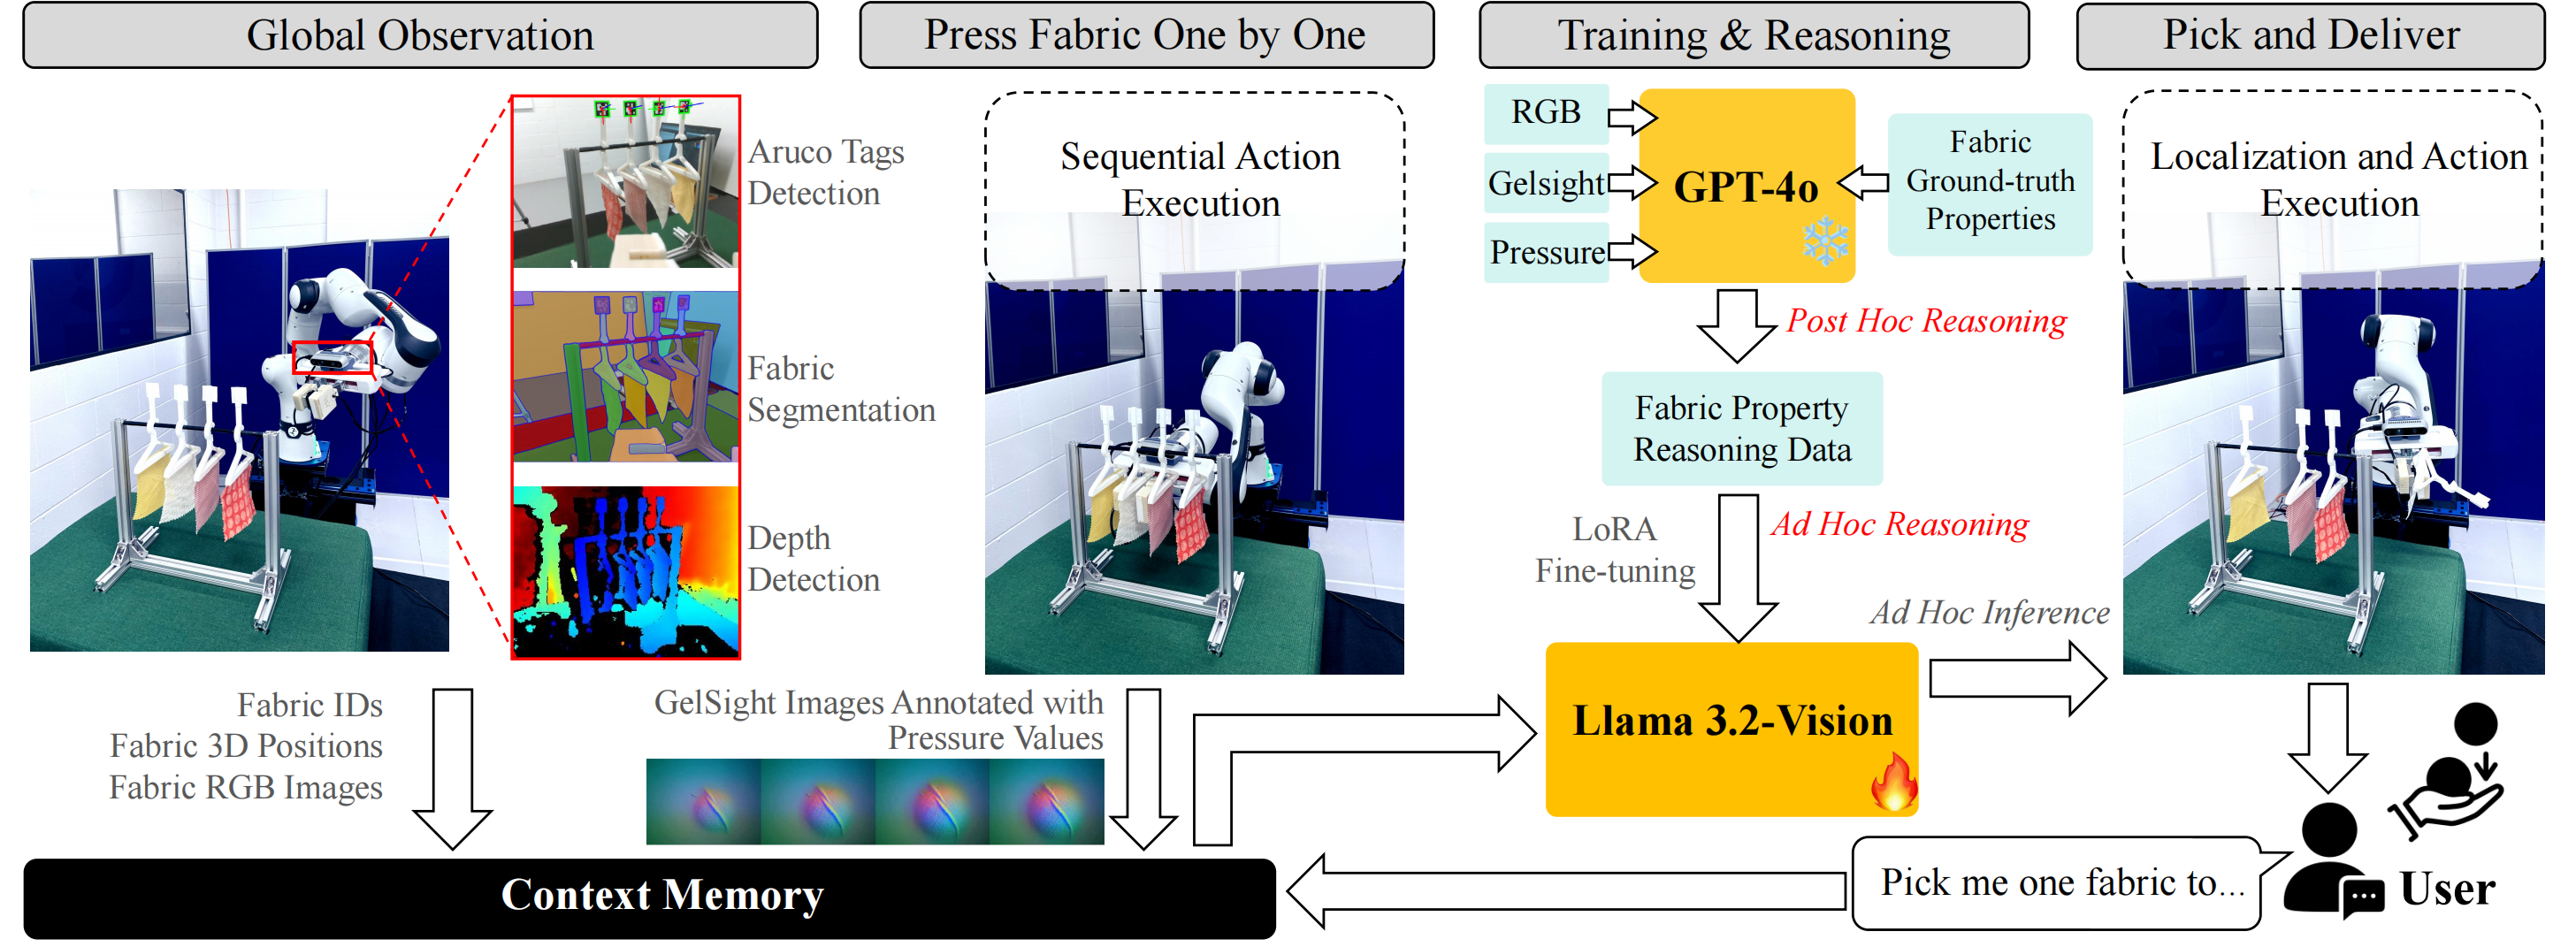 Global Observation
Press Fabric One by One
Training & Reasoning
Pick and Deliver
Aruco Tags
Detection
Fabric
Segmentation
Depth
Detection
Fabric IDs
Fabric 3D Positions
Fabric RGB Images
Sequential Action
Execution
GelSight Images Annotated with
Pressure Values
Context Memory
RGB
Gelsight
Pressure
GPT-4o
Fabric
Ground-truth
Properties
Post Hoc Reasoning
Fabric Property
Reasoning Data
LoRA
Fine-tuning
Ad Hoc Reasoning
Llama 3.2-Vision
Ad Hoc Inference
Localization and Action
Execution
Pick me one fabric to...
User